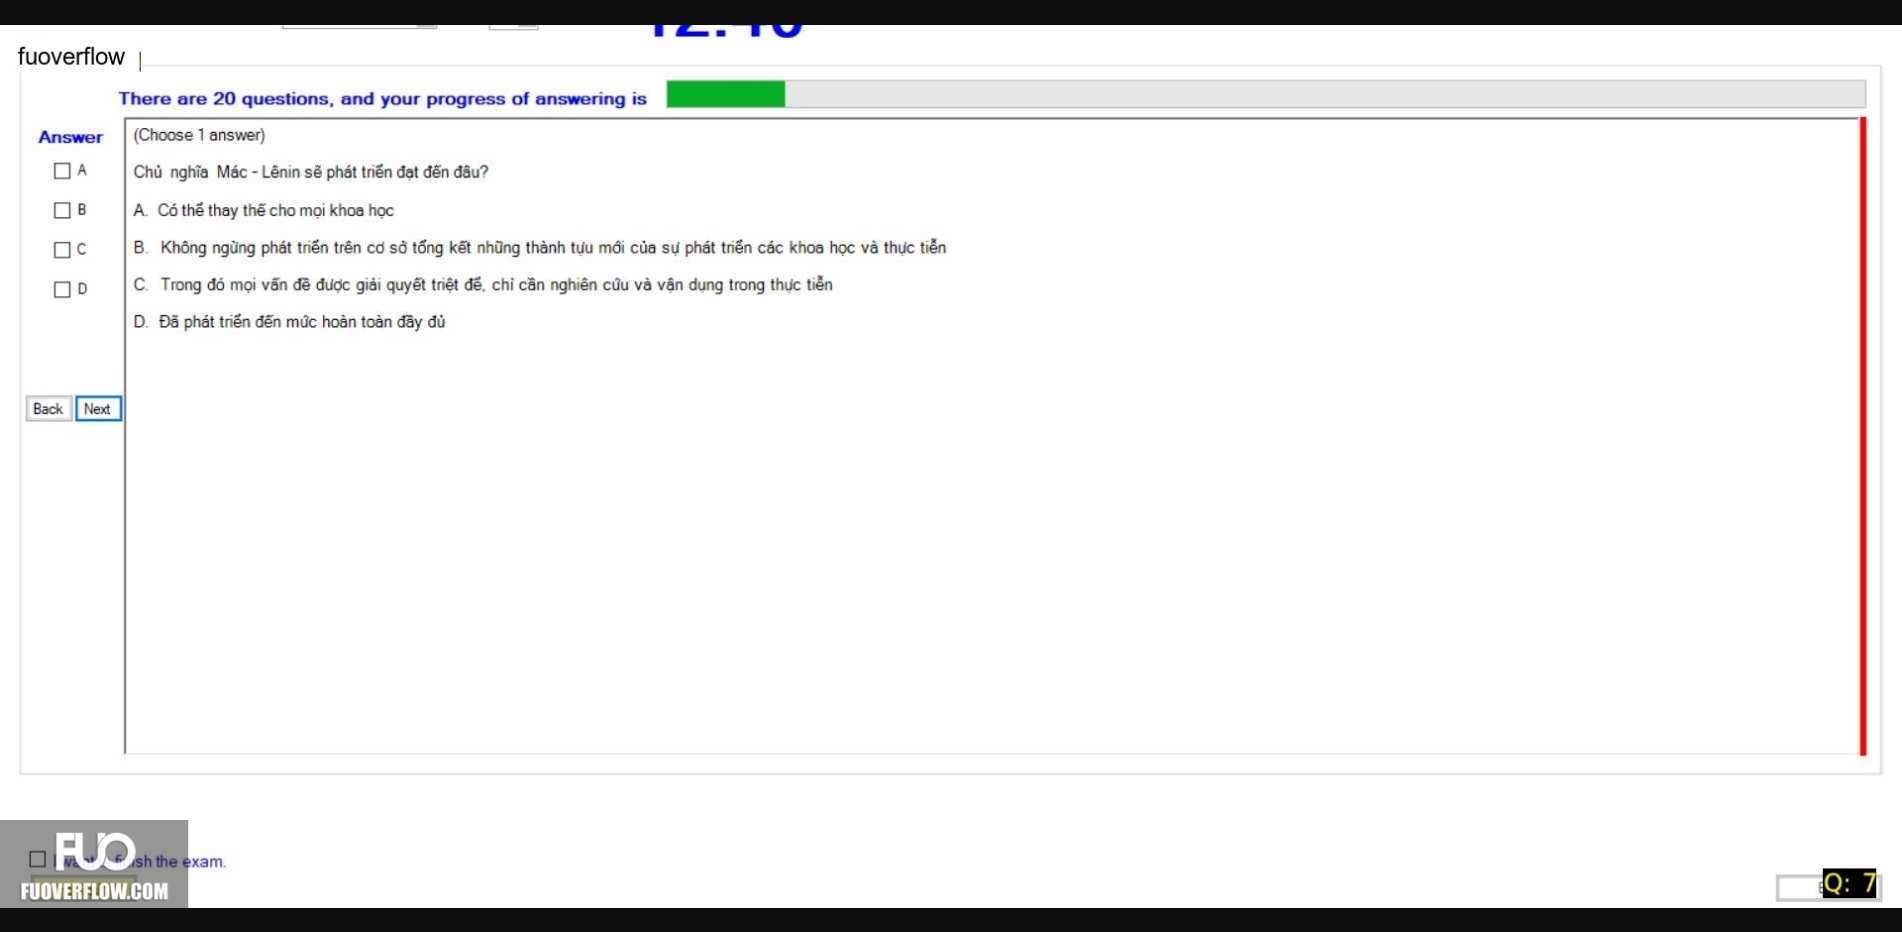 fuoverflow
There are 20 questions, and your progress of answering is
Answer
(Choose 1 answer)
A
Chủ nghĩa Mác - Lênin sẽ phát triển đạt đến đâu?
B
A. Có thể thay thế cho mọi khoa học
C
B. Không ngừng phát triển trên cơ sở tổng kết những thành tựu mới của sự phát triển các khoa học và thực tiễn
D
C. Trong đó mọi vấn đề được giải quyết triệt để, chỉ cần nghiên cứu và vận dụng trong thực tiễn
D. Đã phát triển đến mức hoàn toàn đầy đủ
Back Next
FUO
the exam.
FUOVERFLOW.COM
Q: 7